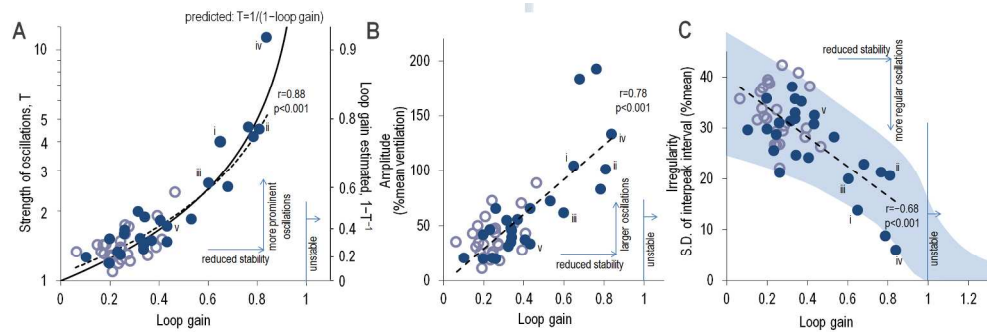 A
predicted: T=1/(1−loop gain)
Strength of oscillations, T
10
5
4
3
2
1
0
0.2
0.4
0.6
0.8
1
Loop gain
0.9
0.8
0.6
0.4
0.2
0
Loop gain estimated, 1−T⁻¹
iv
r=0.88
p<0.001
i
ii
iii
v
more prominent
oscillations
reduced stability
unstable
B
Amplitude
(%mean ventilation)
250
200
150
100
50
0
0.0
0.2
0.4
0.6
0.8
1
Loop gain
r=0.78
p<0.001
iv
i
ii
iii
v
larger oscillations
reduced stability
unstable
C
Irregularity
S.D. of interpeak interval (%mean)
40
30
20
10
0
0
0.2
0.4
0.6
0.8
1
1.2
Loop gain
reduced stability
more regular oscillations
v
ii
iii
i
iv
r=−0.68
p<0.001
unstable